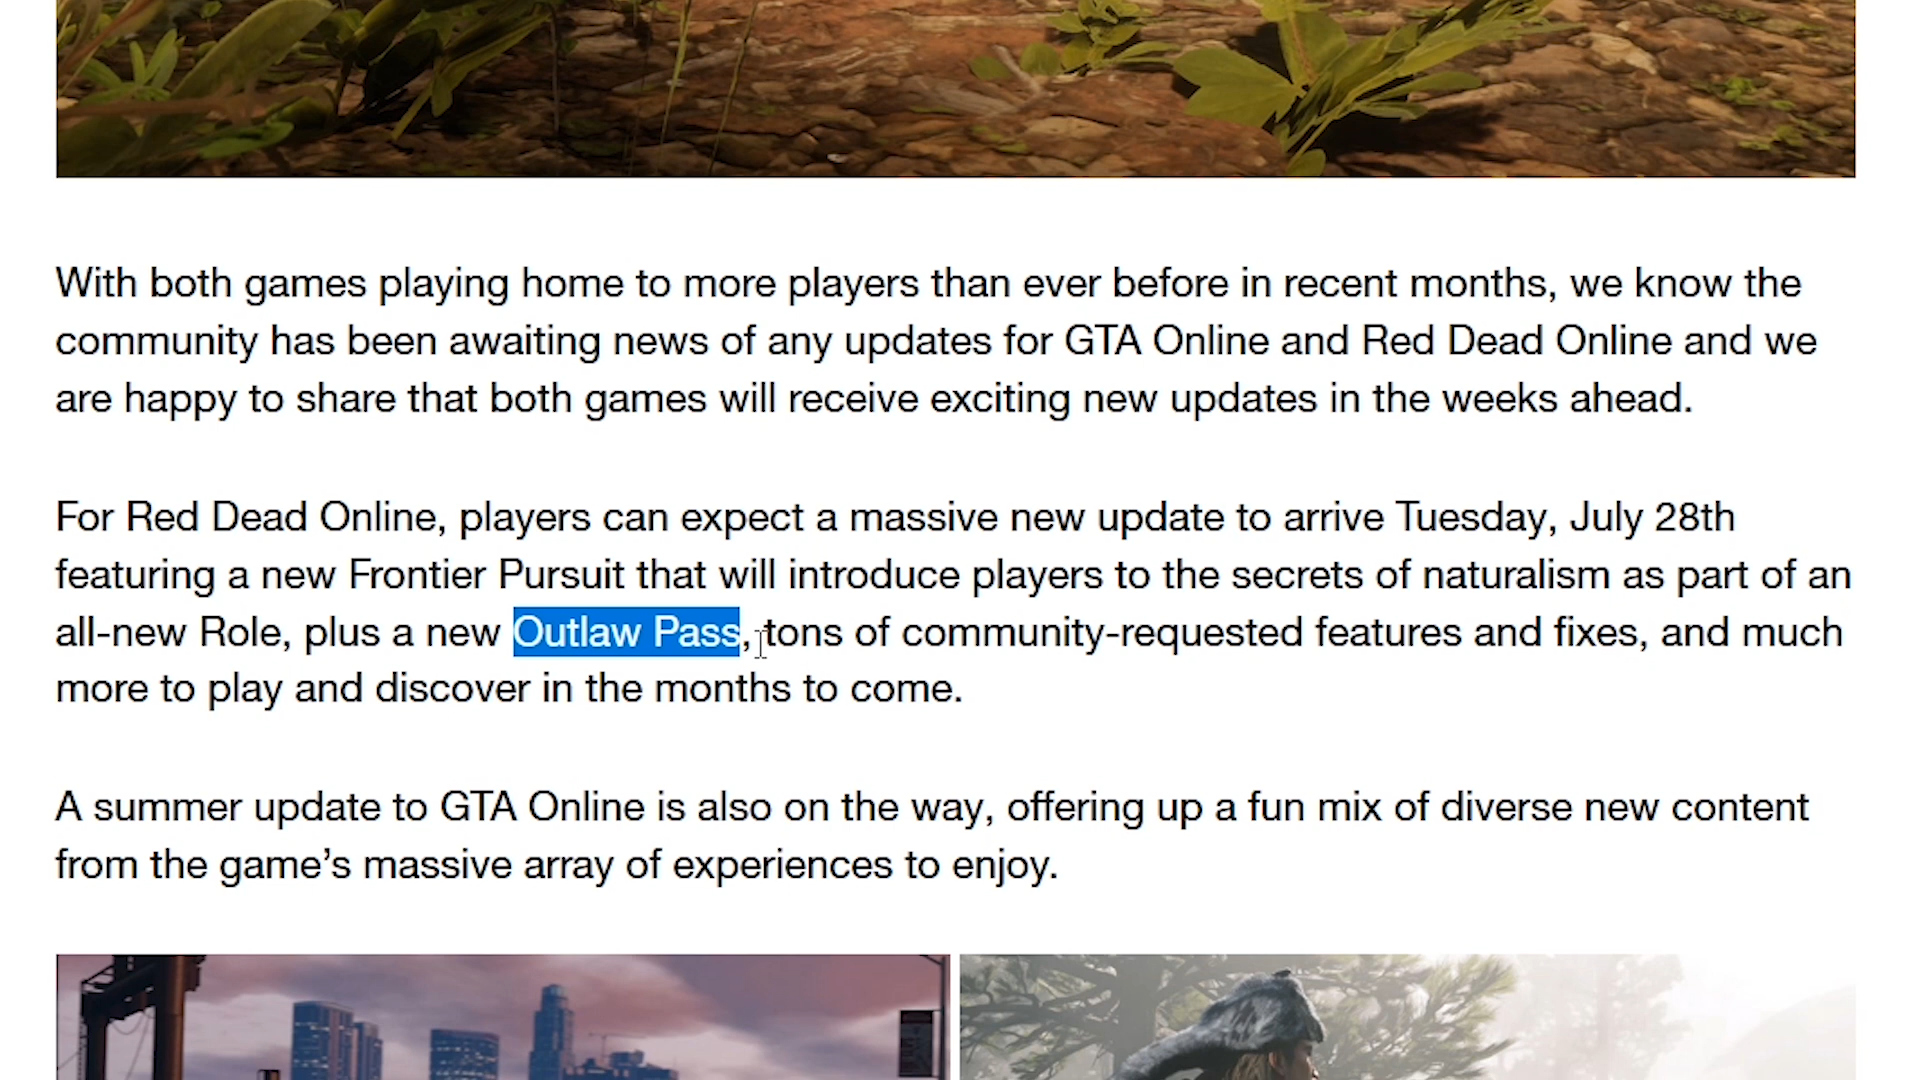 With both games playing home to more players than ever before in recent months, we know the
community has been awaiting news of any updates for GTA Online and Red Dead Online and we
are happy to share that both games will receive exciting new updates in the weeks ahead.
For Red Dead Online, players can expect a massive new update to arrive Tuesday, July 28th
featuring a new Frontier Pursuit that will introduce players to the secrets of naturalism as part of an
all-new Role, plus a new Outlaw Pass, tons of community-requested features and fixes, and much
more to play and discover in the months to come.
A summer update to GTA Online is also on the way, offering up a fun mix of diverse new content
from the game’s massive array of experiences to enjoy.